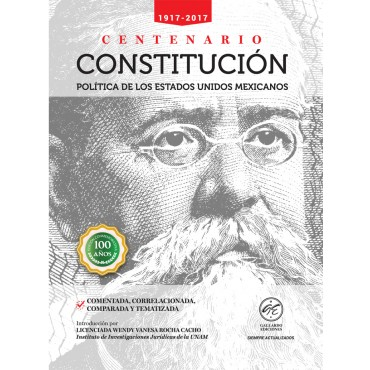 1917-2017
CENTENARIO
CONSTITUCIÓN
POLÍTICA DE LOS ESTADOS UNIDOS MEXICANOS
100
AÑOS
COMENTADA, CORRELACIONADA,
COMPARADA Y TEMATIZADA
Introducción por
LICENCIADA WENDY VANESA ROCHA CACHO
Instituto de Investigaciones Jurídicas de la UNAM
GALLARDO
EDICIONES
SIEMPRE ACTUALIZADOS